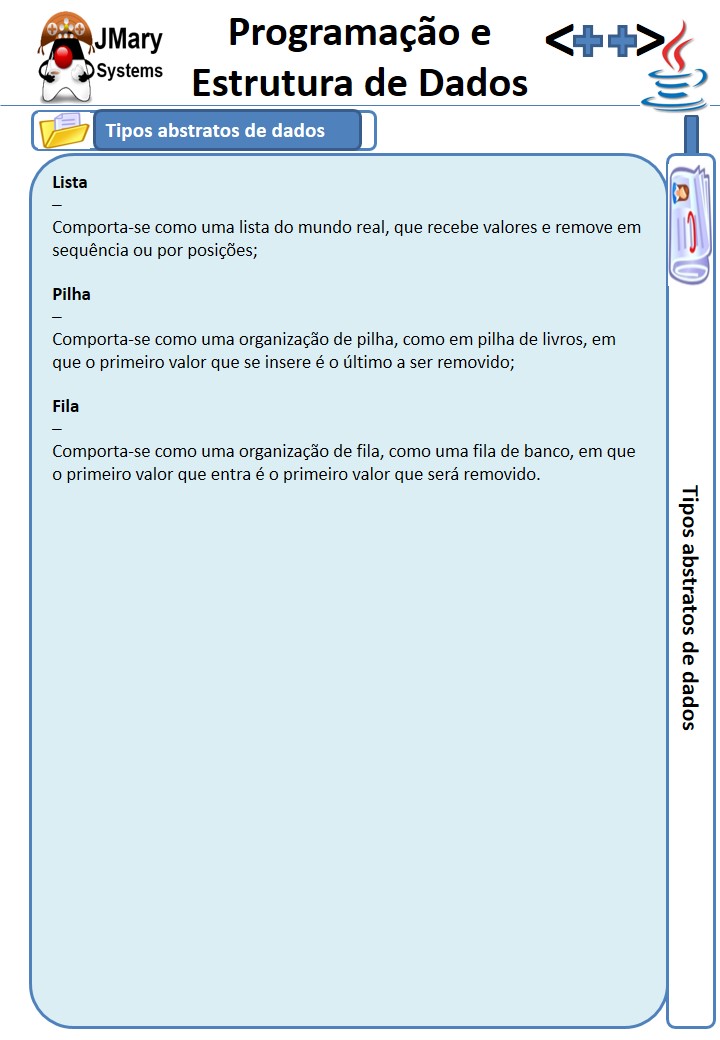 JMary
Systems
Programação e
Estrutura de Dados
<++>
Tipos abstratos de dados
Lista
–
Comporta-se como uma lista do mundo real, que recebe valores e remove em
sequência ou por posições;
Pilha
–
Comporta-se como uma organização de pilha, como em pilha de livros, em
que o primeiro valor que se insere é o último a ser removido;
Fila
–
Comporta-se como uma organização de fila, como uma fila de banco, em que
o primeiro valor que entra é o primeiro valor que será removido.
Tipos abstratos de dados